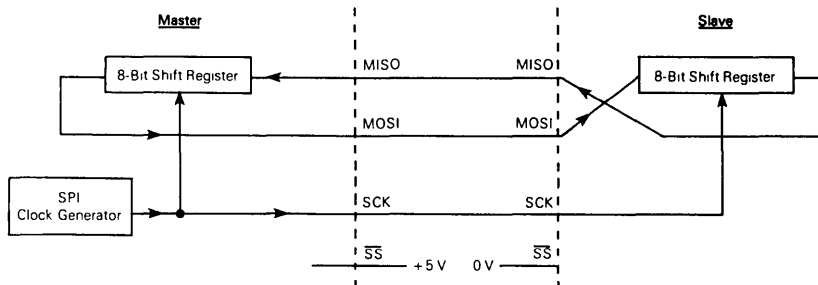 Master
Slave
8-Bit Shift Register
MISO
MISO
8-Bit Shift Register
MOSI
MOSI
SPI
Clock Generator
SCK
SCK
SS
+5 V
0 V
SS